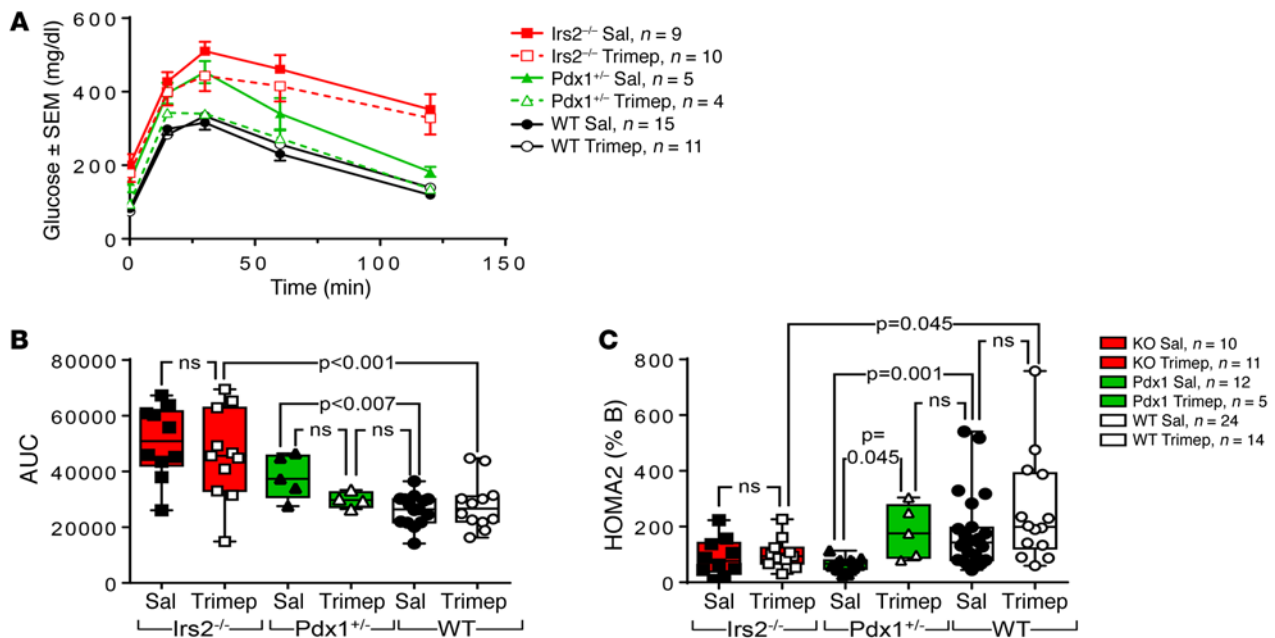 A
Glucose ± SEM (mg/dl)
600
400
200
0
0
50
100
150
Time (min)
Irs2⁻/⁻ Sal, n = 9
Irs2⁻/⁻ Trimep, n = 10
Pdx1⁺/⁻ Sal, n = 5
Pdx1⁺/⁻ Trimep, n = 4
WT Sal, n = 15
WT Trimep, n = 11
B
AUC
80000
60000
40000
20000
0
ns
p<0.001
p<0.007
ns
ns
Sal Trimep Sal Trimep Sal Trimep
Irs2⁻/⁻ Pdx1⁺/⁻ WT
C
HOMA2 (% B)
800
600
400
200
0
p=0.045
ns
p=0.001
ns
p=
0.045
ns
Sal Trimep Sal Trimep Sal Trimep
Irs2⁻/⁻ Pdx1⁺/⁻ WT
KO Sal, n = 10
KO Trimep, n = 11
Pdx1 Sal, n = 12
Pdx1 Trimep, n = 5
WT Sal, n = 24
WT Trimep, n = 14